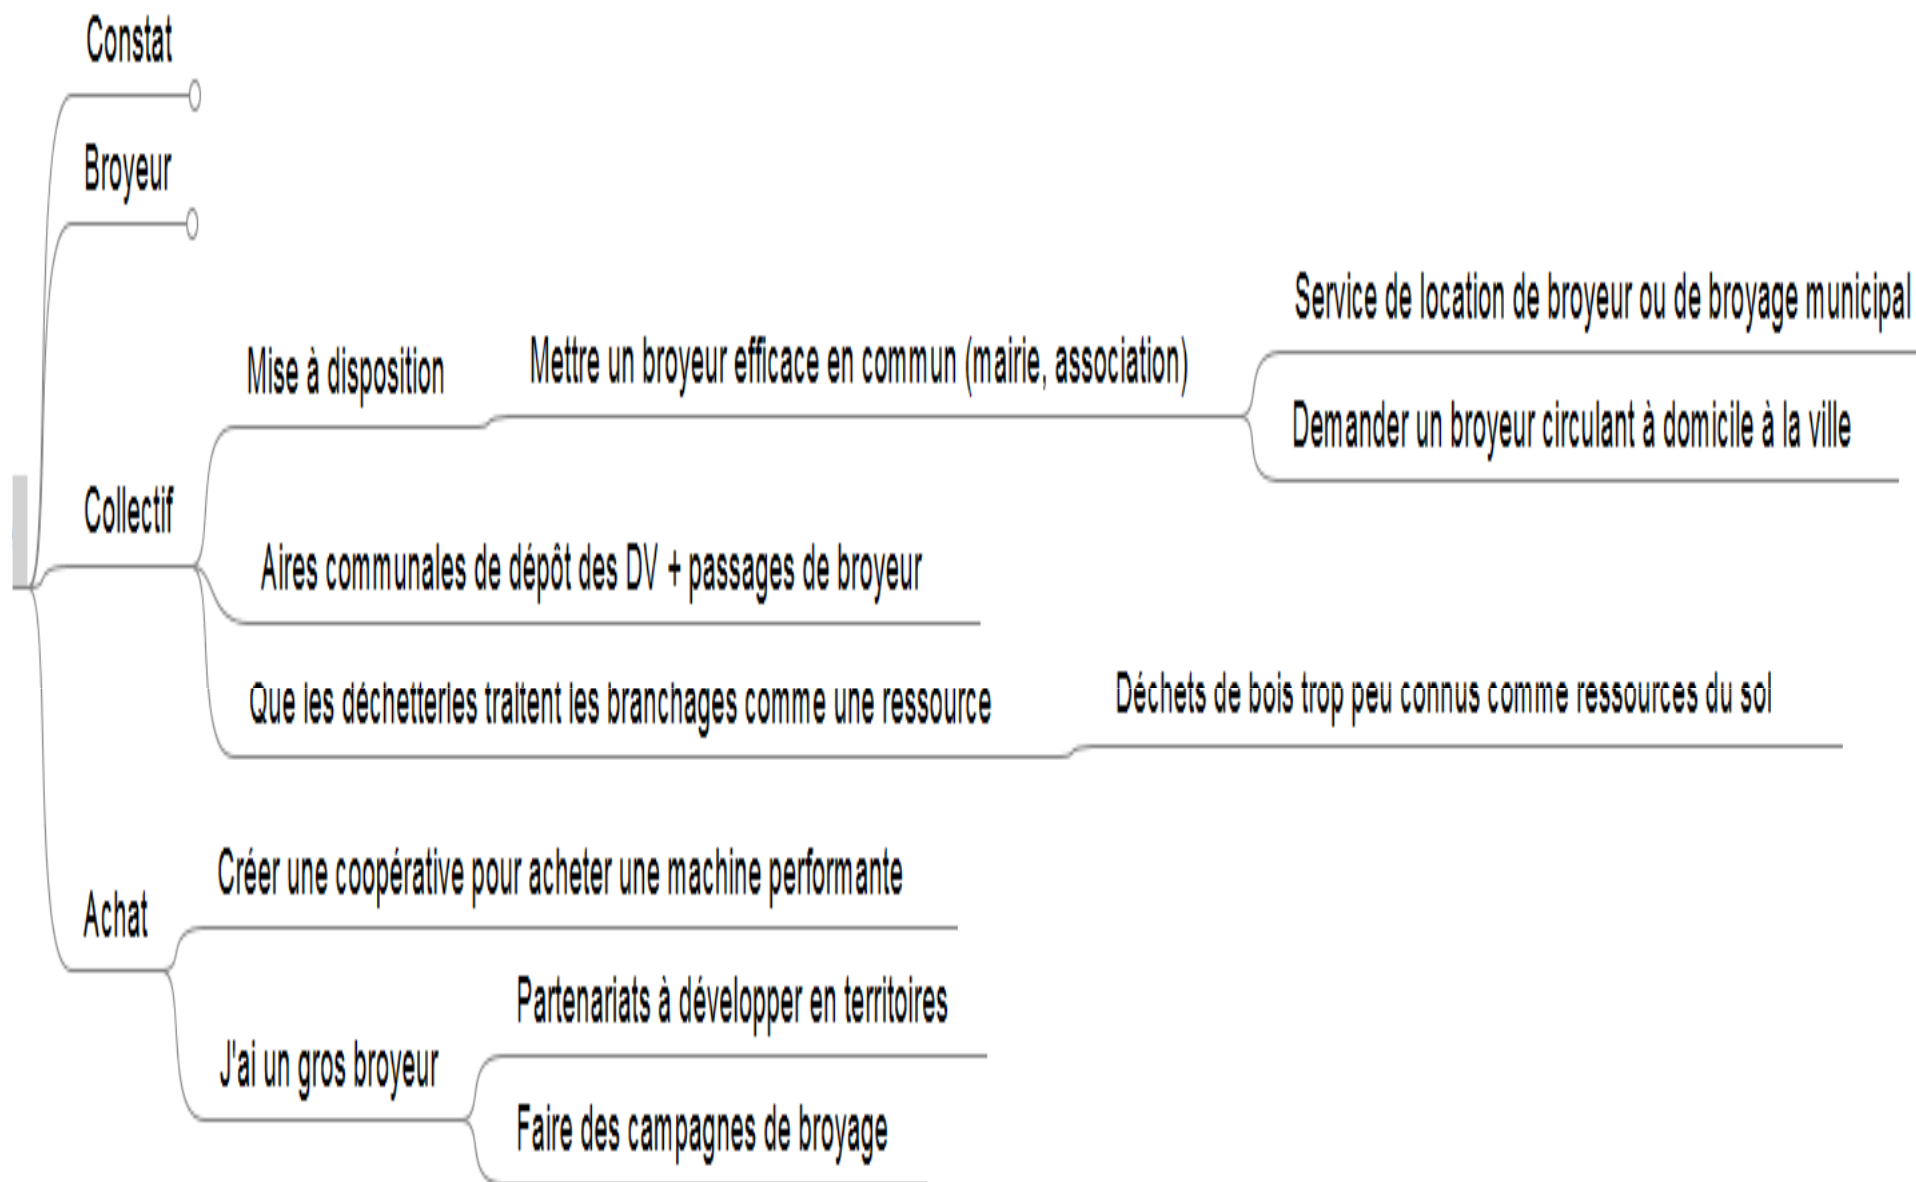 Constat
Broyeur
Collectif
Mise à disposition
Mettre un broyeur efficace en commun (mairie, association)
Service de location de broyeur ou de broyage municipal
Demander un broyeur circulant à domicile à la ville
Aires communales de dépôt des DV + passages de broyeur
Que les déchetteries traitent les branchages comme une ressource
Déchets de bois trop peu connus comme ressources du sol
Achat
Créer une coopérative pour acheter une machine performante
J'ai un gros broyeur
Partenariats à développer en territoires
Faire des campagnes de broyage